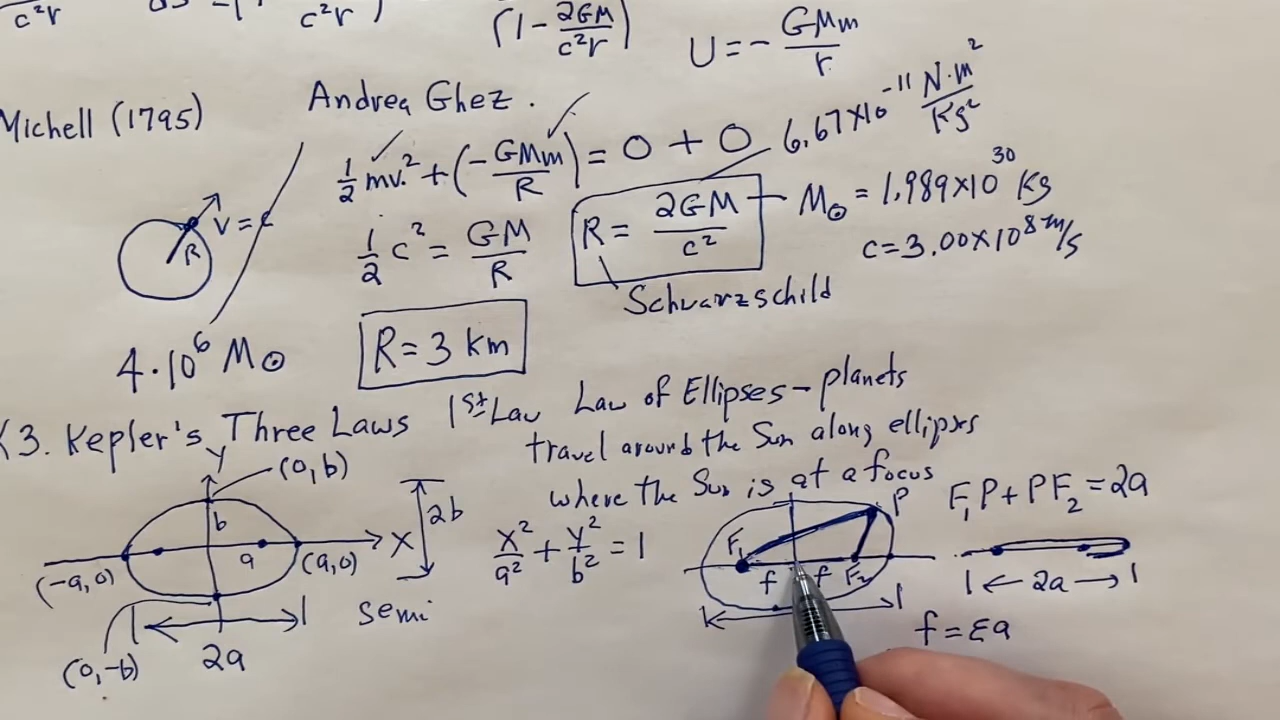 c²r
c²r
(1 - 2GM/c²r)
U = - GMm/r
Michell (1795)
Andrea Ghez.
½mv.² + (-GMm/R) = 0 + 0
6.67×10⁻¹¹ N·m²/Kg²
V = c
R
½c² = GM/R
R = 2GM/c²
M☉ = 1.989×10³⁰ Kg
c = 3.00×10⁸ m/s
Schwarzschild
4·10⁶ M☉
R = 3 km
K3. Kepler's Three Laws
1st Law Law of Ellipses - planets
travel around the Sun along ellipses
where the Sun is at a focus
y
(0,b)
b
a
x
2b
(-a,0)
(a,0)
x²/a² + y²/b² = 1
semi
2a
(0,-b)
F₁
P
f
f
F₂
F₁P + PF₂ = 2a
2a
f = εa